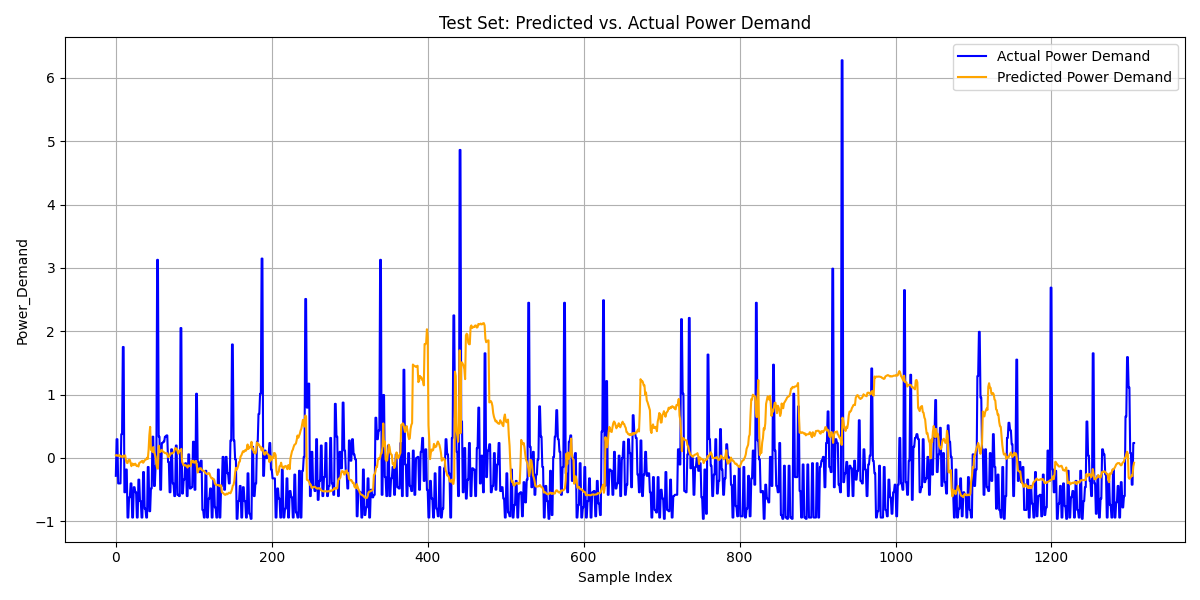 Test Set: Predicted vs. Actual Power Demand
Actual Power Demand
Predicted Power Demand
Power_Demand
6
5
4
3
2
1
0
−1
0 200 400 600 800 1000 1200
Sample Index